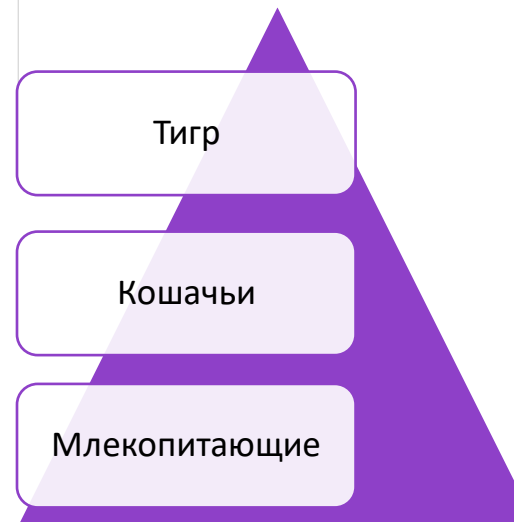 Тигр
Кошачьи
Млекопитающие